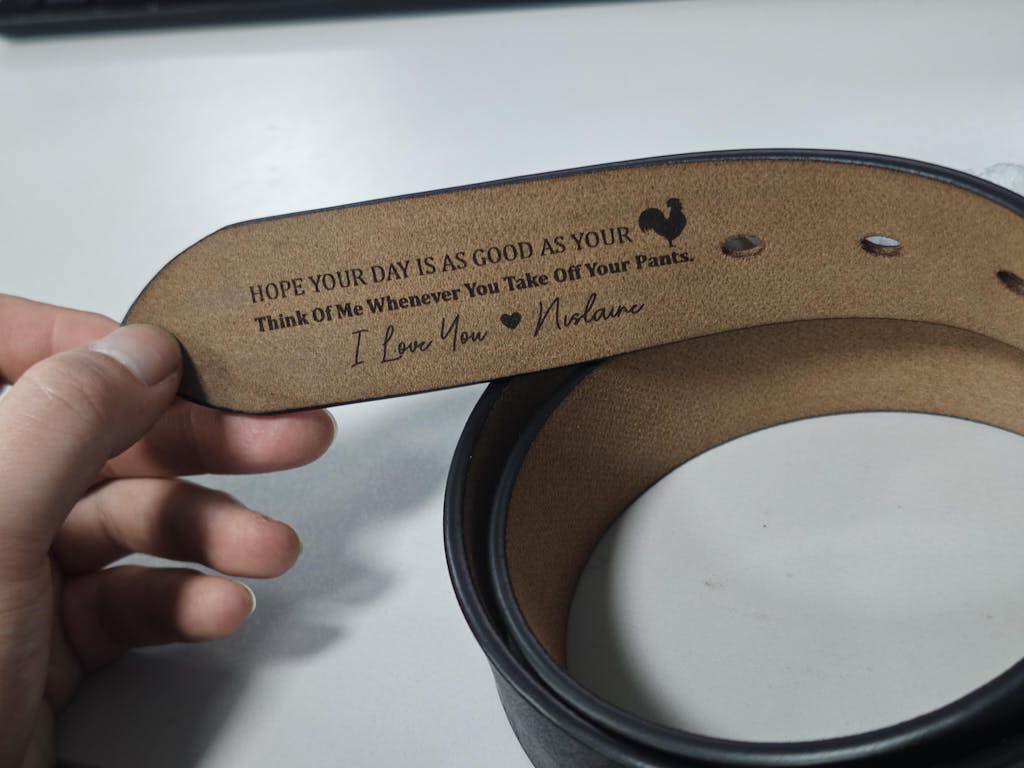 HOPE YOUR DAY IS AS GOOD AS YOUR
Think Of Me Whenever You Take Off Your Pants.
I Love You Nislaine